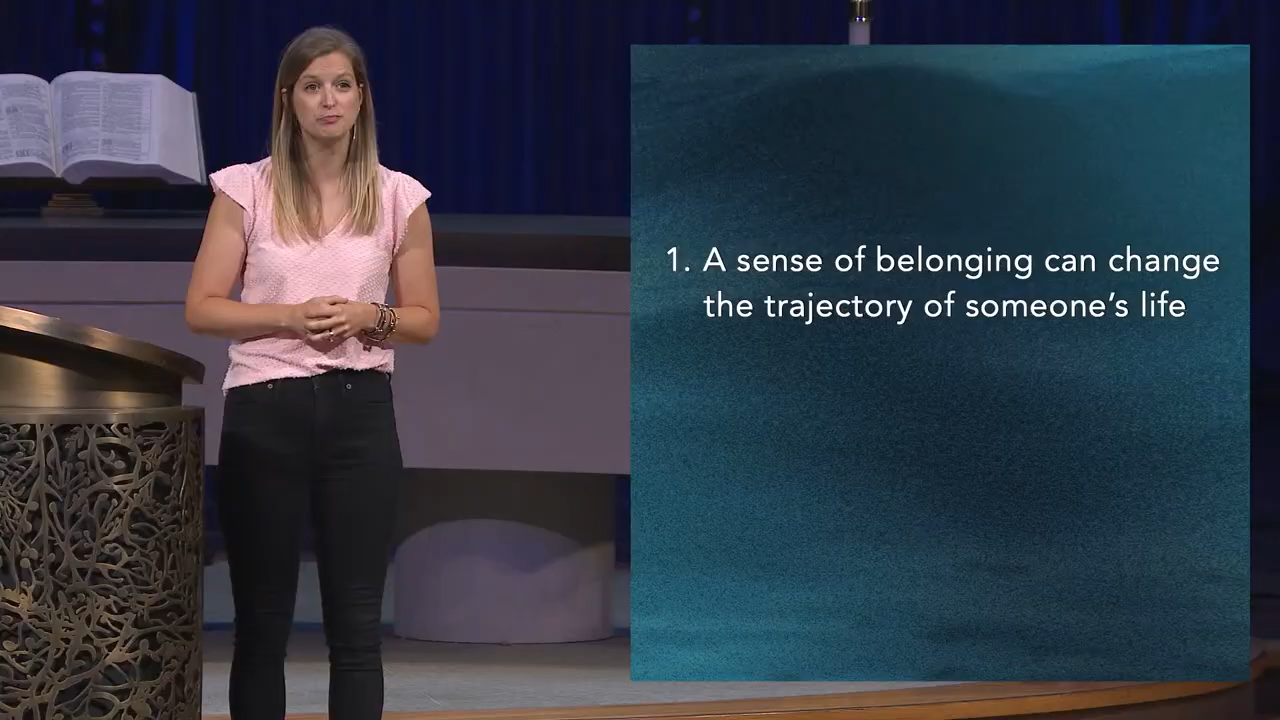 1. A sense of belonging can change
the trajectory of someone's life